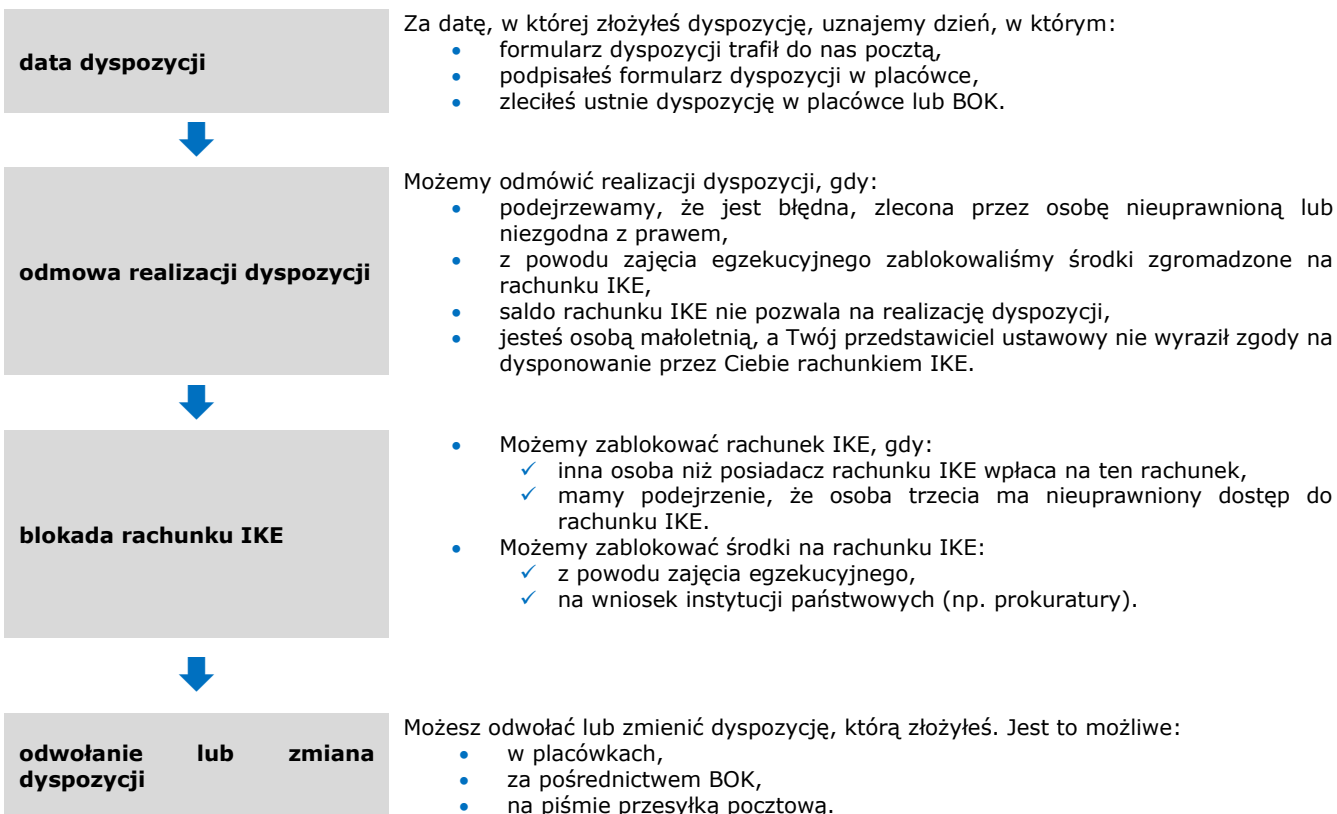 data dyspozycji
Za datę, w której złożyłeś dyspozycję, uznajemy dzień, w którym:
• formularz dyspozycji trafił do nas pocztą,
• podpisałeś formularz dyspozycji w placówce,
• zleciłeś ustnie dyspozycję w placówce lub BOK.
odmowa realizacji dyspozycji
Możemy odmówić realizacji dyspozycji, gdy:
• podejrzewamy, że jest błędna, zlecona przez osobę nieuprawnioną lub
niezgodna z prawem,
• z powodu zajęcia egzekucyjnego zablokowaliśmy środki zgromadzone na
rachunku IKE,
• saldo rachunku IKE nie pozwala na realizację dyspozycji,
• jesteś osobą małoletnią, a Twój przedstawiciel ustawowy nie wyraził zgody na
dysponowanie przez Ciebie rachunkiem IKE.
blokada rachunku IKE
• Możemy zablokować rachunek IKE, gdy:
✓ inna osoba niż posiadacz rachunku IKE wpłaca na ten rachunek,
✓ mamy podejrzenie, że osoba trzecia ma nieuprawniony dostęp do
rachunku IKE.
• Możemy zablokować środki na rachunku IKE:
✓ z powodu zajęcia egzekucyjnego,
✓ na wniosek instytucji państwowych (np. prokuratury).
odwołanie lub zmiana
dyspozycji
Możesz odwołać lub zmienić dyspozycję, którą złożyłeś. Jest to możliwe:
• w placówkach,
• za pośrednictwem BOK,
• na piśmie przesyłką pocztową.